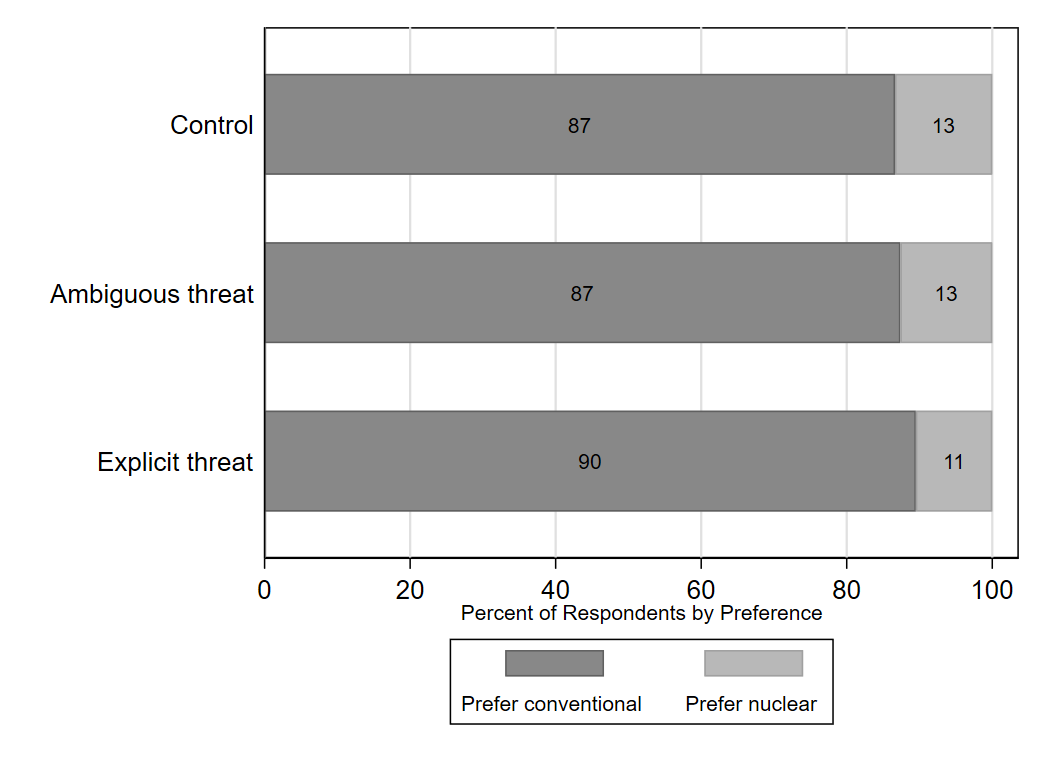 Control
87 13
Ambiguous threat
87 13
Explicit threat
90 11
0 20 40 60 80 100
Percent of Respondents by Preference
Prefer conventional Prefer nuclear